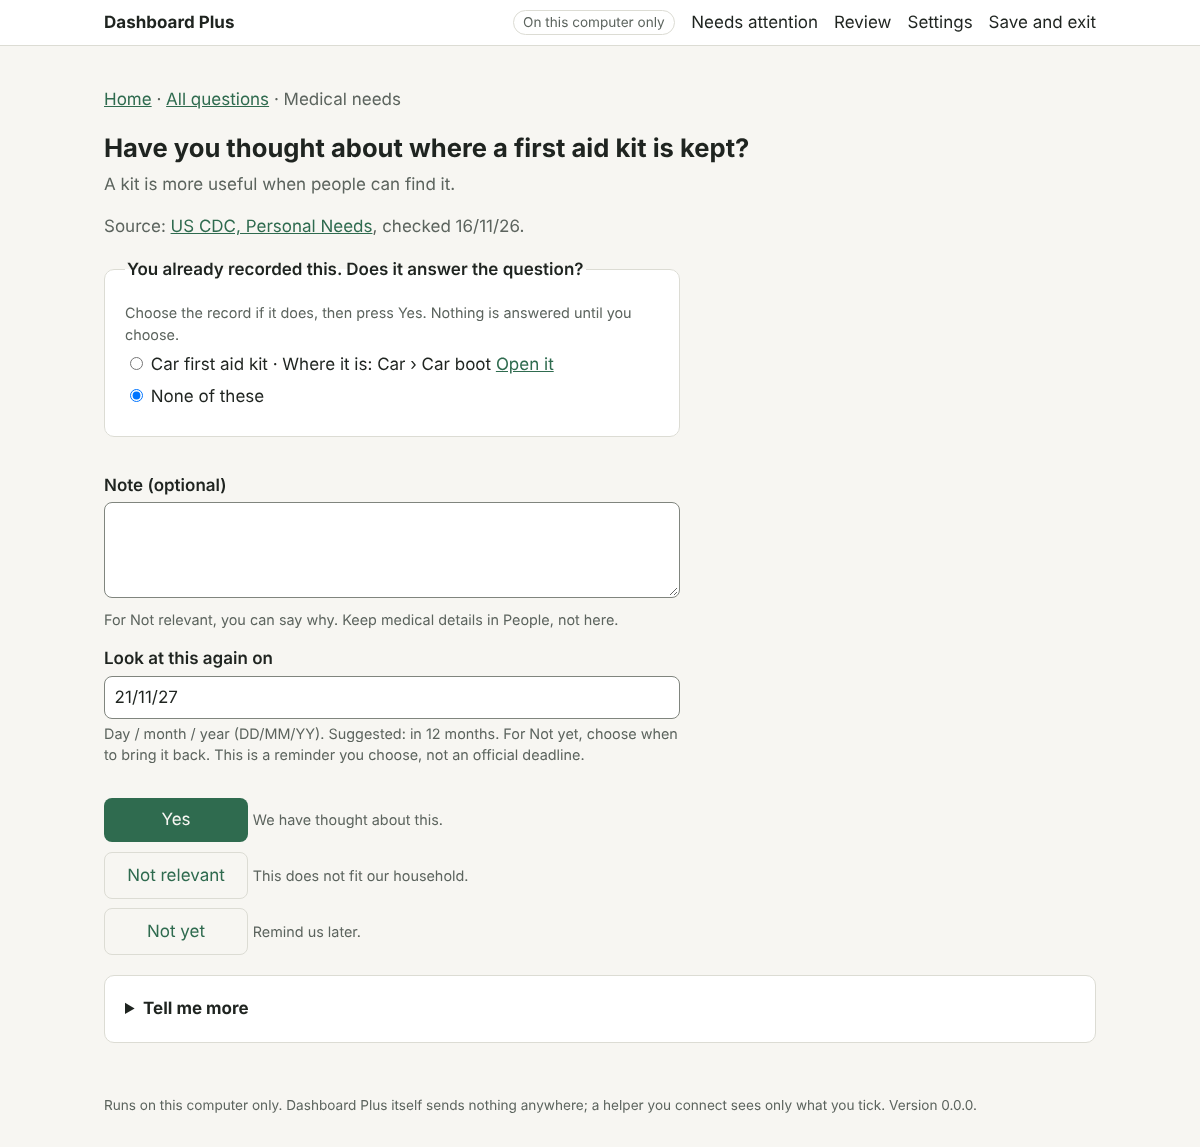 Dashboard Plus
On this computer only
Needs attention
Review
Settings
Save and exit
Home · All questions · Medical needs
Have you thought about where a first aid kit is kept?
A kit is more useful when people can find it.
Source: US CDC, Personal Needs, checked 16/11/26.
You already recorded this. Does it answer the question?
Choose the record if it does, then press Yes. Nothing is answered until you
choose.
Car first aid kit · Where it is: Car › Car boot Open it
None of these
Note (optional)
For Not relevant, you can say why. Keep medical details in People, not here.
Look at this again on
21/11/27
Day / month / year (DD/MM/YY). Suggested: in 12 months. For Not yet, choose when
to bring it back. This is a reminder you choose, not an official deadline.
Yes
We have thought about this.
Not relevant
This does not fit our household.
Not yet
Remind us later.
Tell me more
Runs on this computer only. Dashboard Plus itself sends nothing anywhere; a helper you connect sees only what you tick. Version 0.0.0.